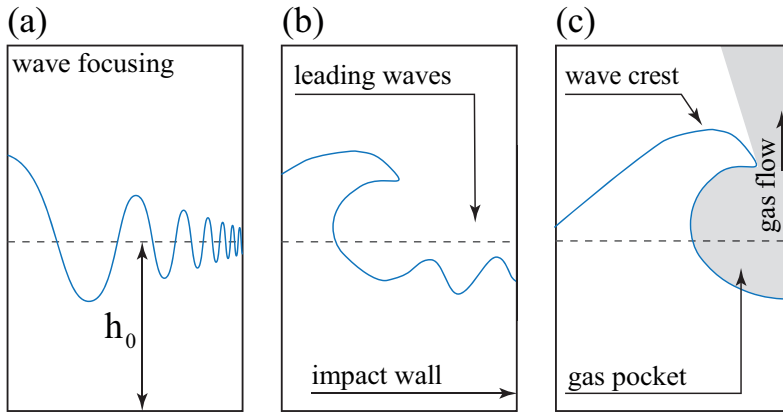 (a)
wave focusing
h0
(b)
leading waves
impact wall
(c)
wave crest
gas flow
gas pocket